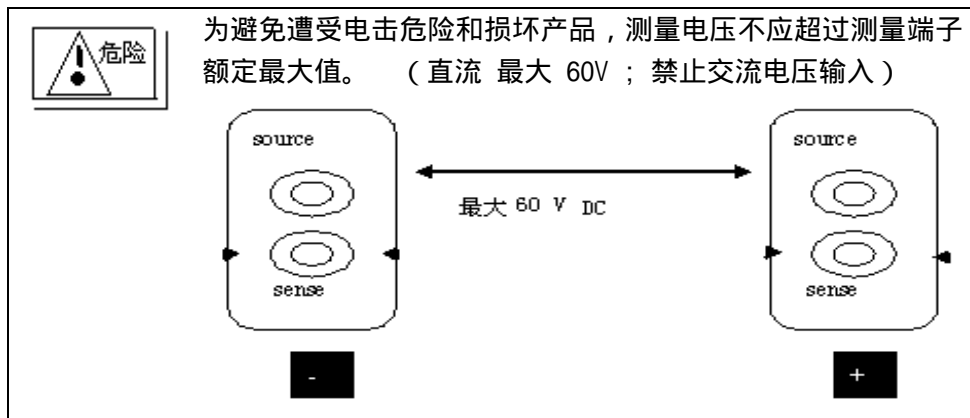 危险
为避免遭受电击危险和损坏产品，测量电压不应超过测量端子
额定最大值。 （直流 最大 60V ；禁止交流电压输入）
source
source
最大 60 V DC
sense
sense
-
+